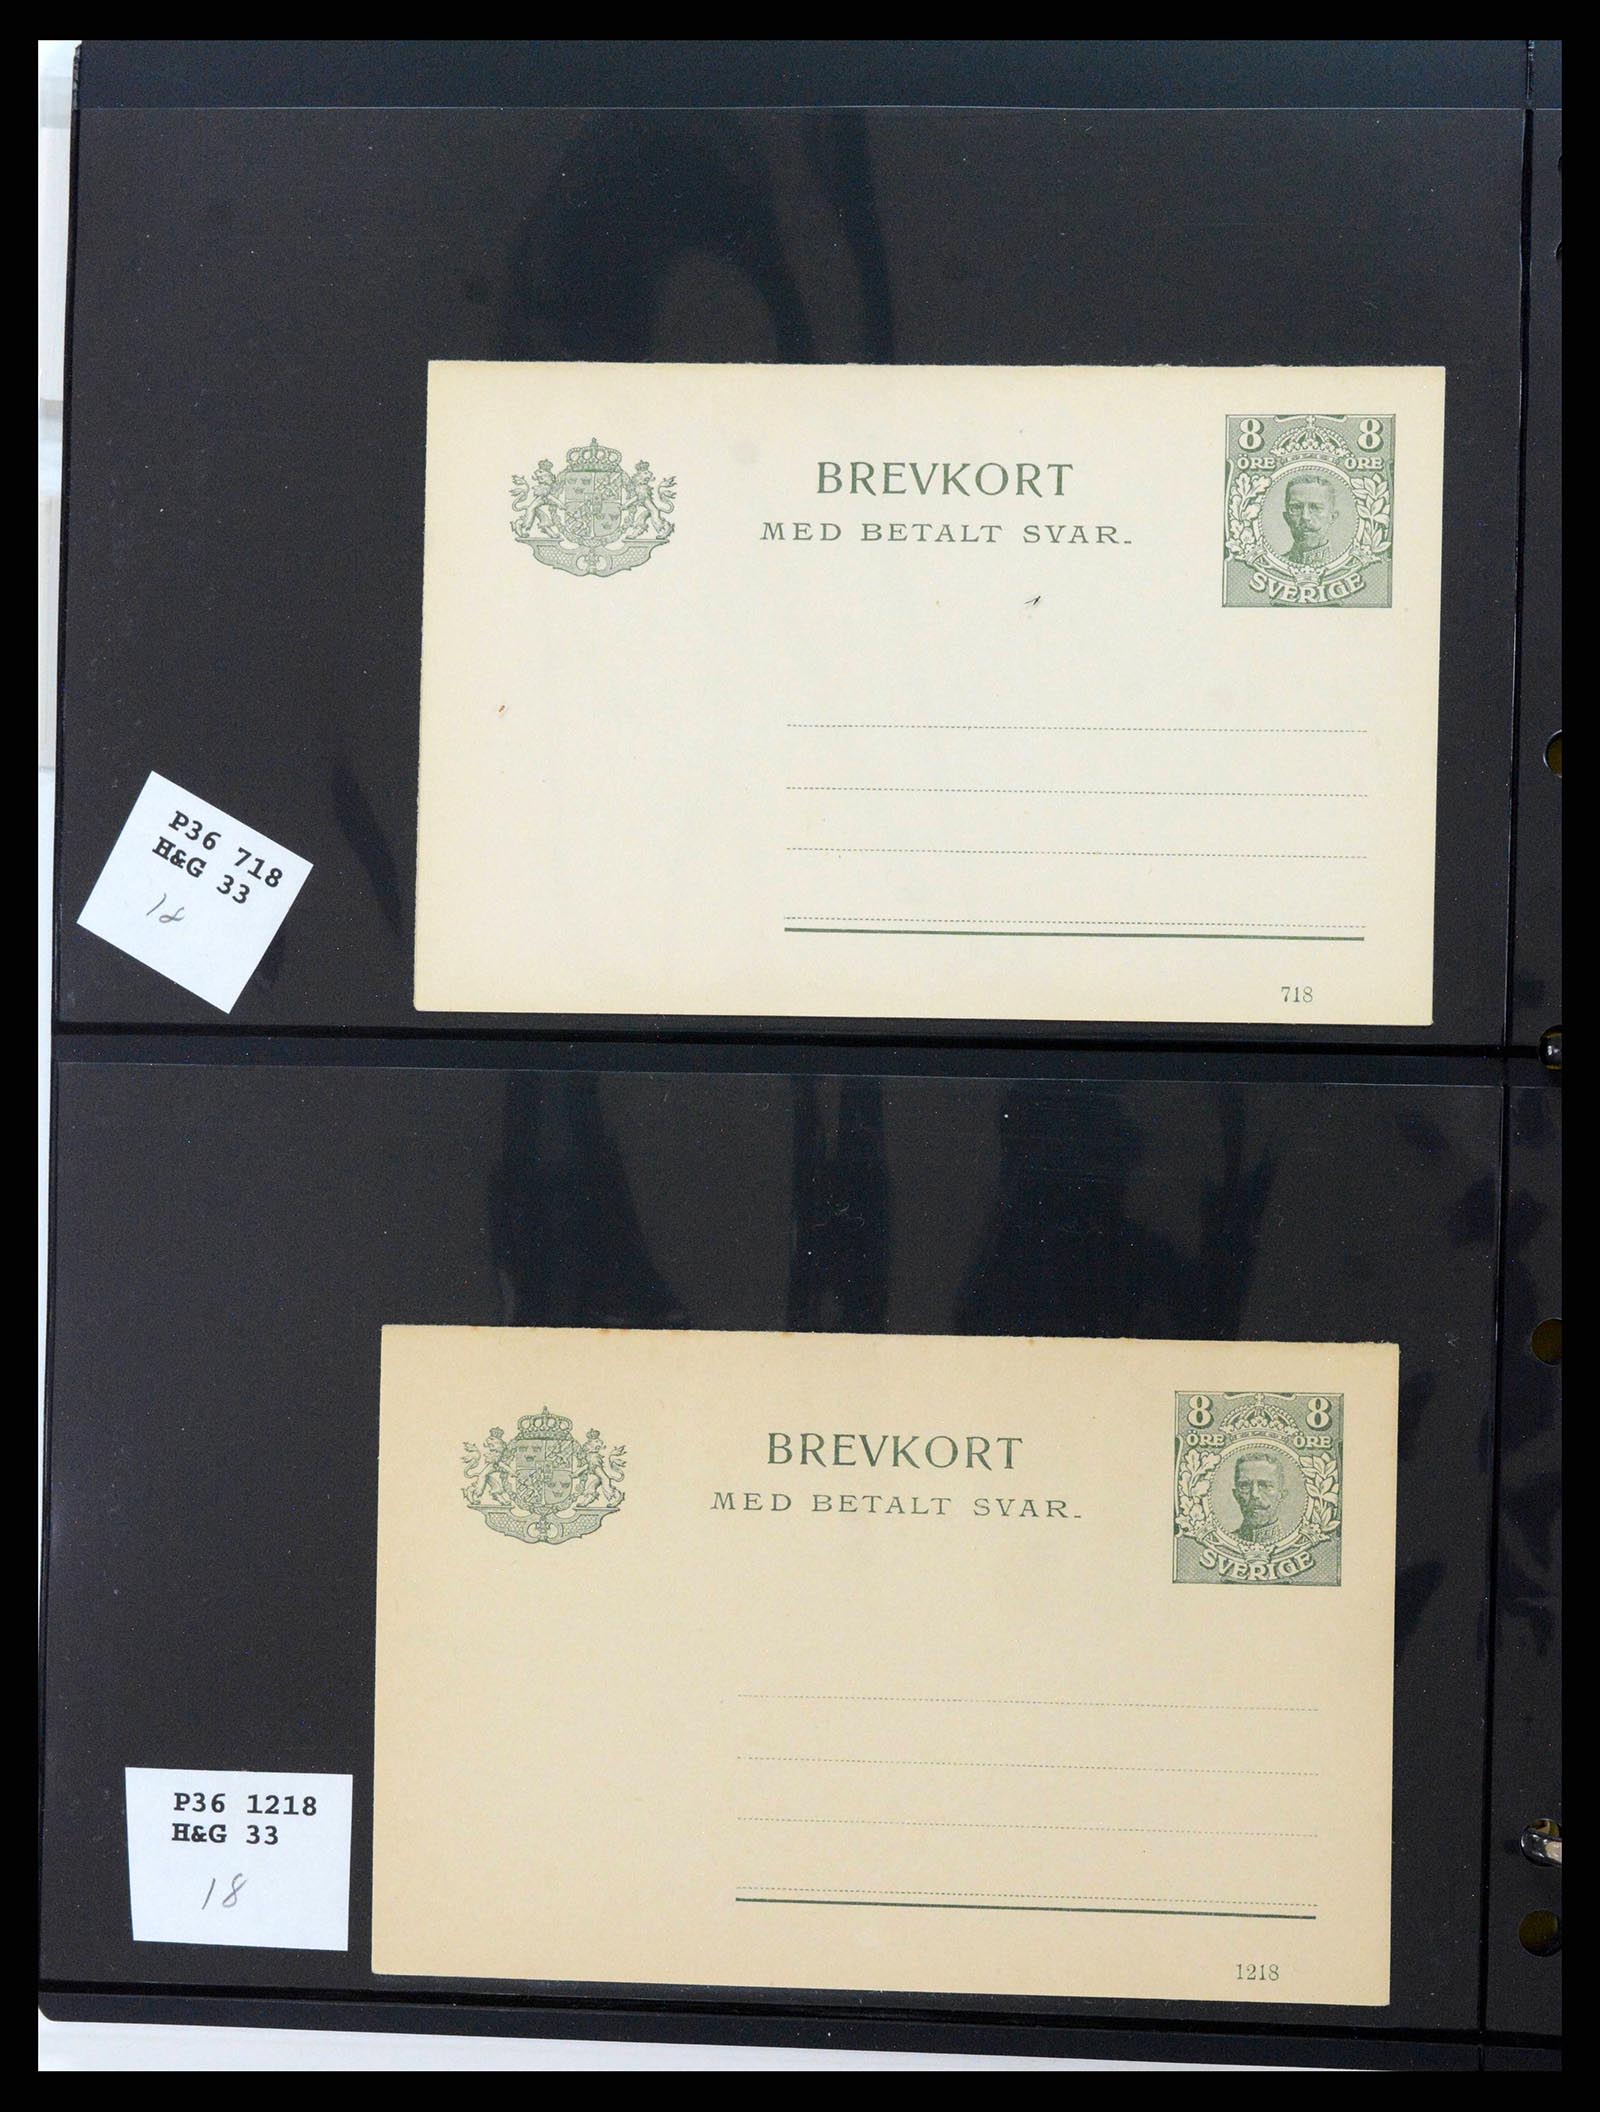 BREVKORT
MED BETALT SVAR.
8 8
ÖRE ÖRE
SVERIGE
718
P36 718
H&G 33
18
BREVKORT
MED BETALT SVAR.
8 8
ÖRE ÖRE
SVERIGE
1218
P36 1218
H&G 33
18